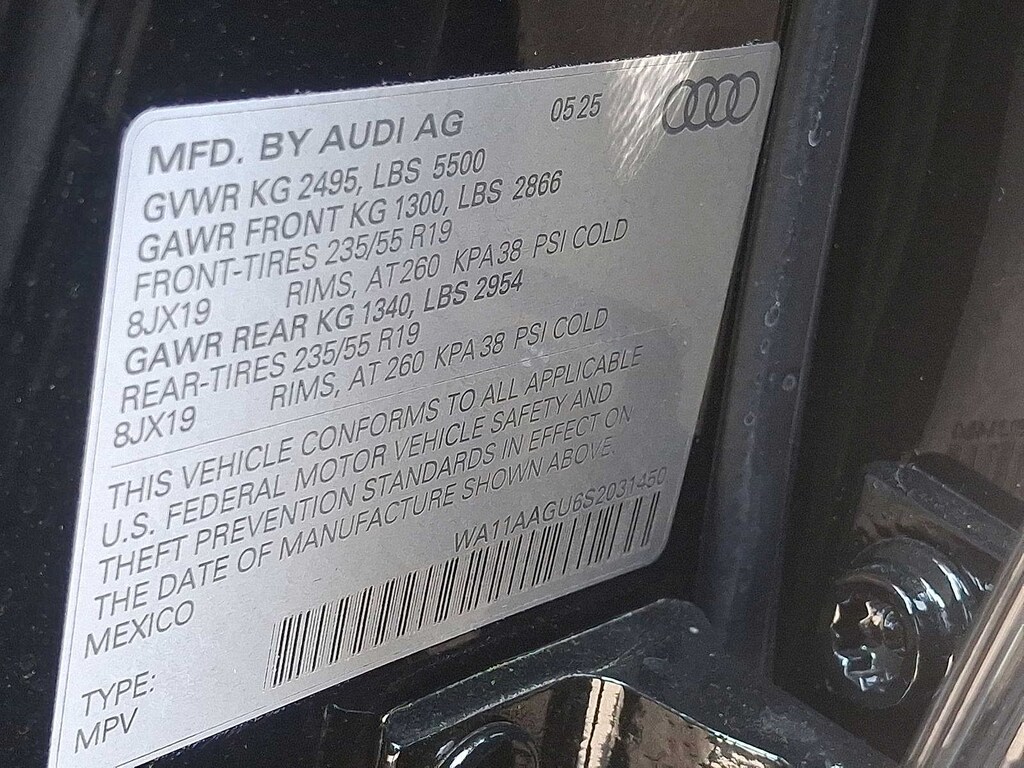 MFD. BY AUDI AG 05 25
GVWR KG 2495, LBS 5500
GAWR FRONT KG 1300, LBS 2866
FRONT-TIRES 235/55 R19
8JX19 RIMS, AT 260 KPA 38 PSI COLD
GAWR REAR KG 1340, LBS 2954
REAR-TIRES 235/55 R19
8JX19 RIMS, AT 260 KPA 38 PSI COLD
THIS VEHICLE CONFORMS TO ALL APPLICABLE
U.S. FEDERAL MOTOR VEHICLE SAFETY AND
THEFT PREVENTION STANDARDS IN EFFECT ON
THE DATE OF MANUFACTURE SHOWN ABOVE.
MEXICO WA11AAGU6S2031450
TYPE:
MPV